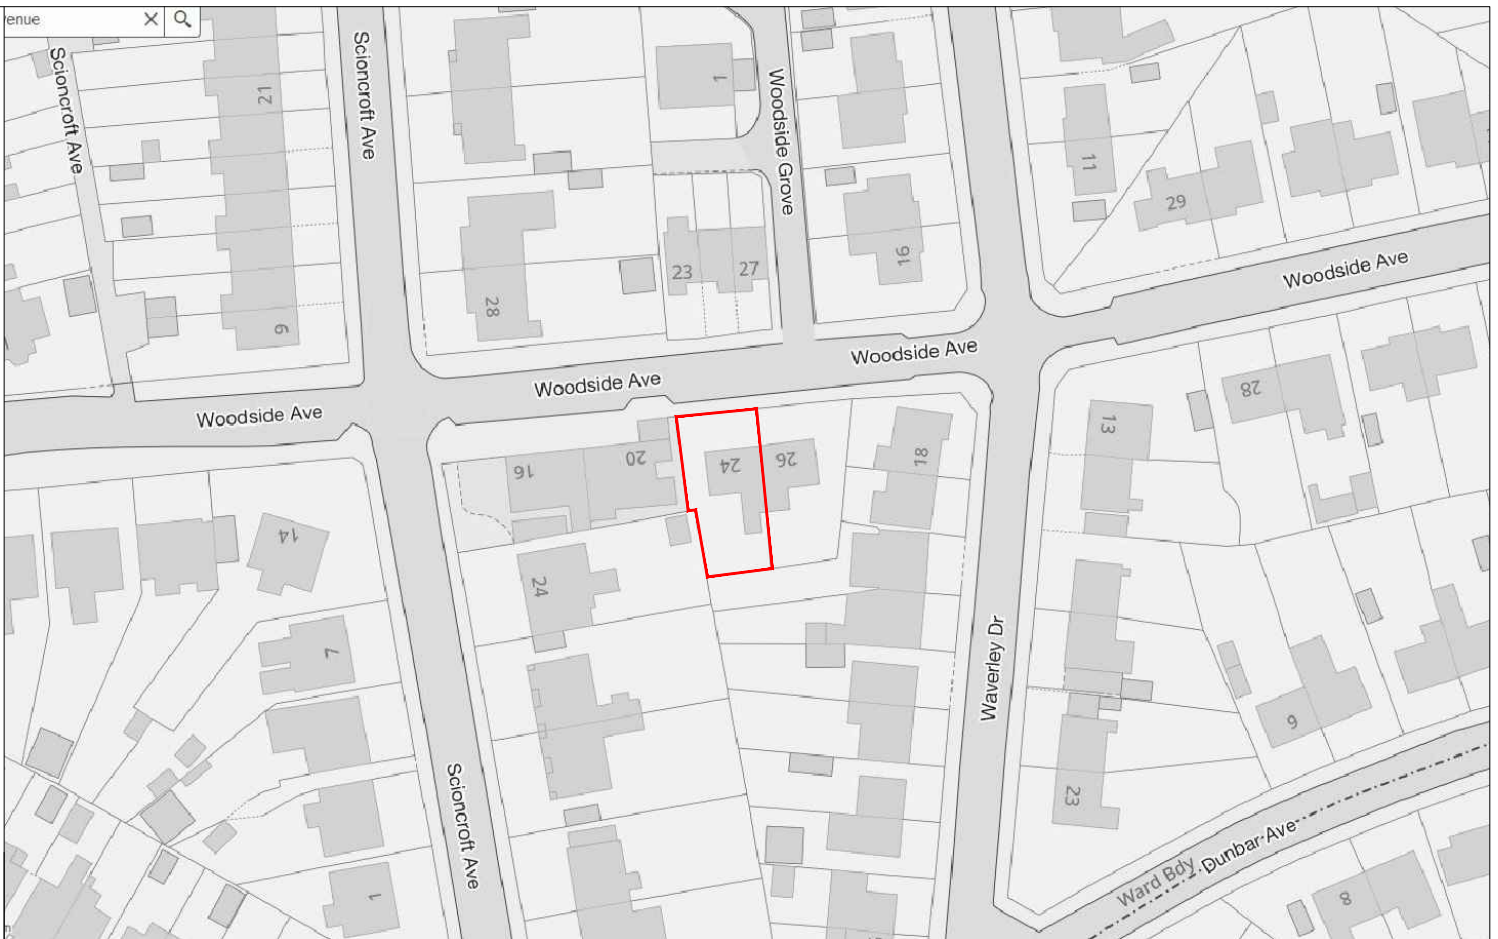 enue
Scioncroft Ave
Scioncroft Ave
21
1
Woodside Grove
11
29
16
23
27
28
9
Woodside Ave
Woodside Ave
Woodside Ave
Woodside Ave
16
20
24
26
18
13
28
14
24
7
Waverley Dr
9
23
Scioncroft Ave
Ward Bdy
Dunbar Ave
8
1